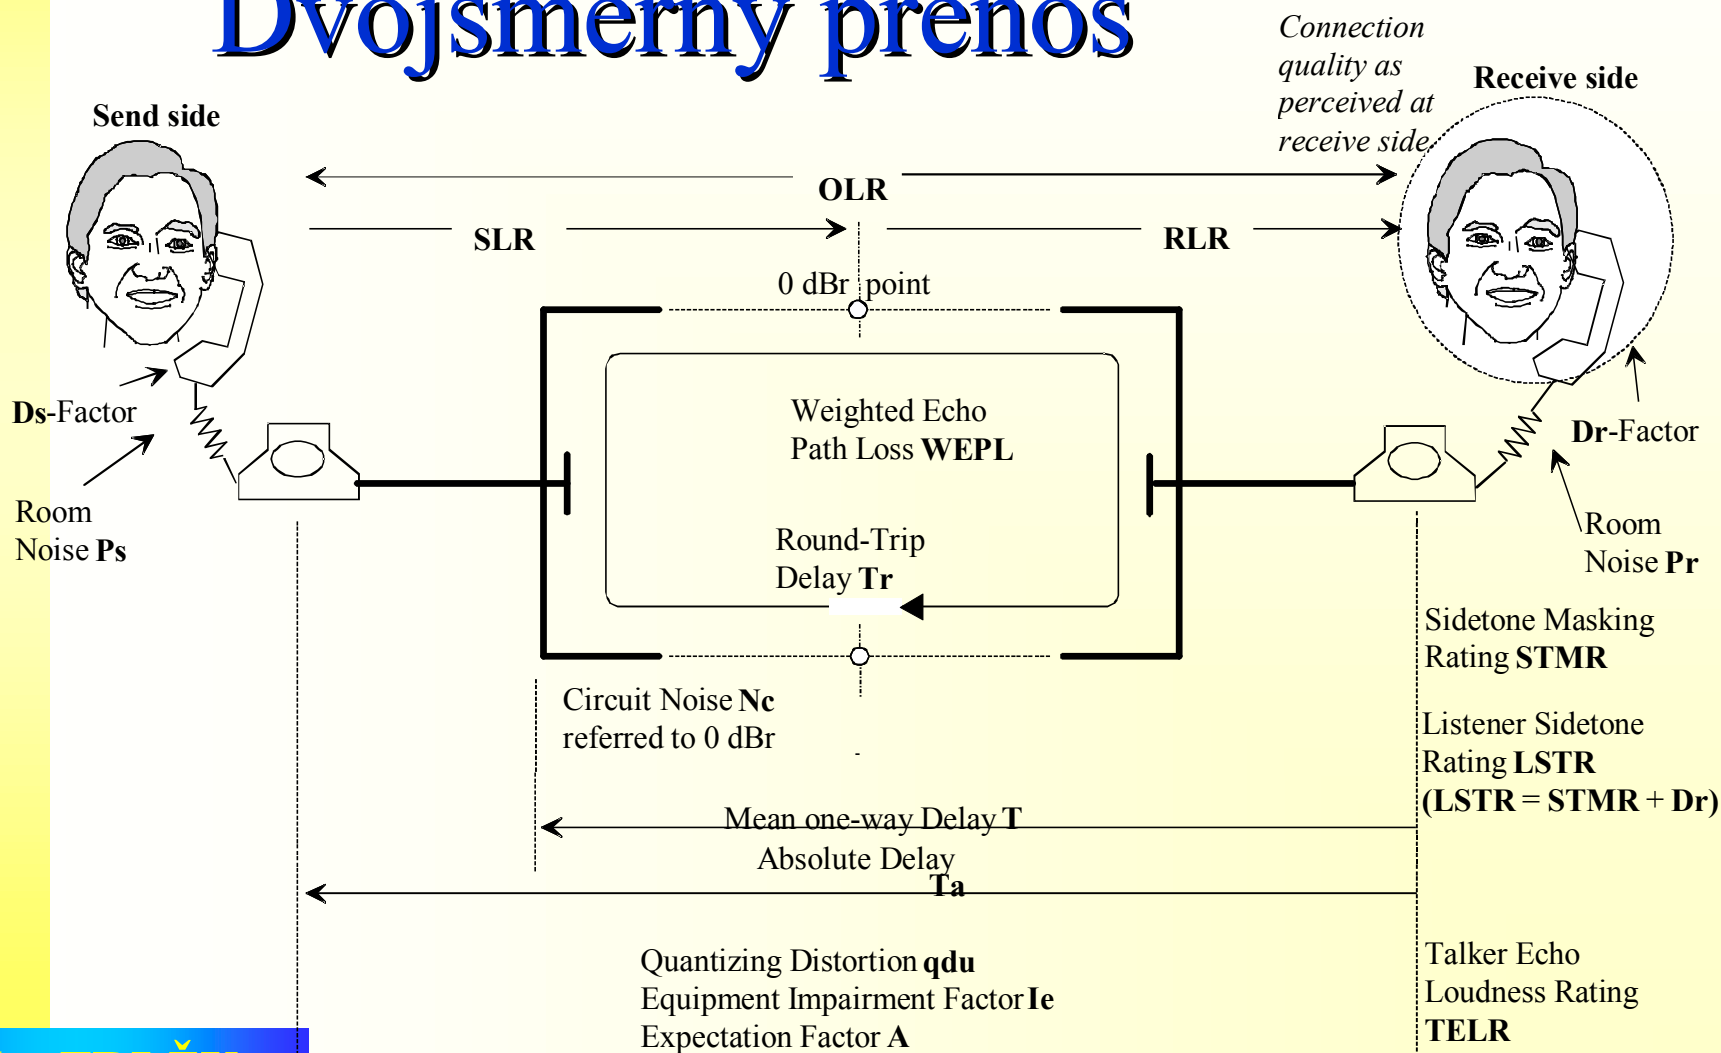 Dvojsmerný prenos
Connection
quality as
perceived at
receive side
Receive side
Send side
OLR
SLR
RLR
0 dBr point
Weighted Echo
Path Loss WEPL
Ds-Factor
Dr-Factor
Room
Noise Ps
Round-Trip
Delay Tr
Room
Noise Pr
Sidetone Masking
Rating STMR
Circuit Noise Nc
referred to 0 dBr
Listener Sidetone
Rating LSTR
(LSTR = STMR + Dr)
Mean one-way Delay T
Absolute Delay
Ta
Quantizing Distortion qdu
Equipment Impairment Factor Ie
Expectation Factor A
Talker Echo
Loudness Rating
TELR